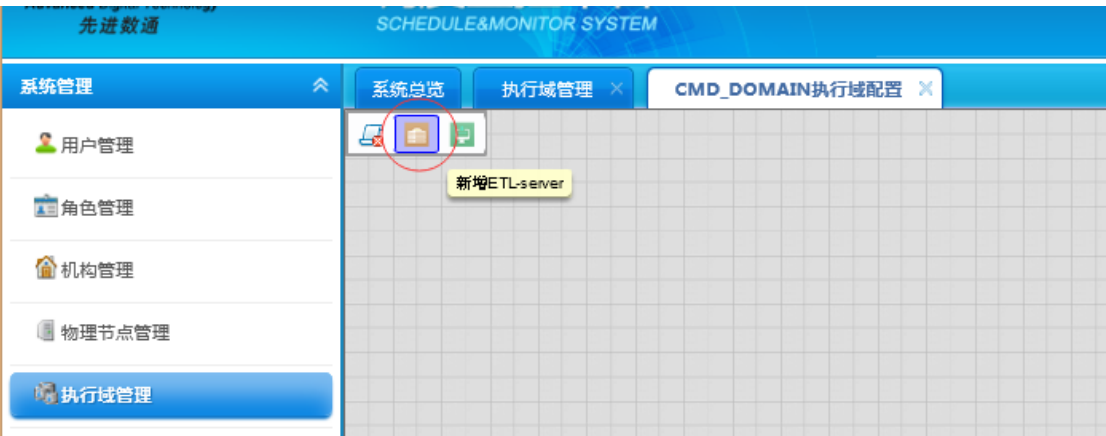 Advanced Digital Technology
先进数通
SCHEDULE&MONITOR SYSTEM
系统管理
系统总览
执行域管理
CMD_DOMAIN执行域配置
用户管理
新增ETL-server
角色管理
机构管理
物理节点管理
执行域管理